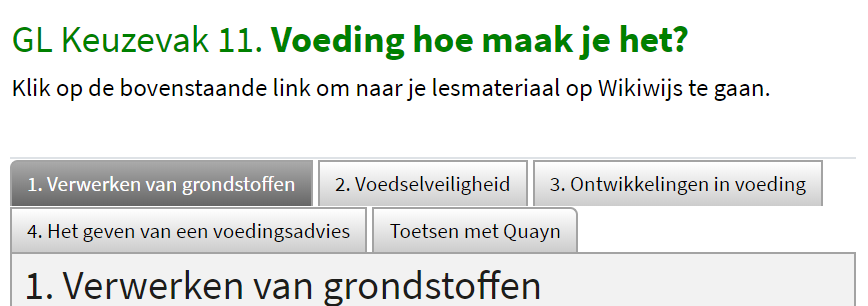 GL Keuzevak 11. Voeding hoe maak je het?
Klik op de bovenstaande link om naar je lesmateriaal op Wikiwijs te gaan.
1. Verwerken van grondstoffen 2. Voedselveiligheid 3. Ontwikkelingen in voeding
4. Het geven van een voedingsadvies Toetsen met Quayn
1. Verwerken van grondstoffen